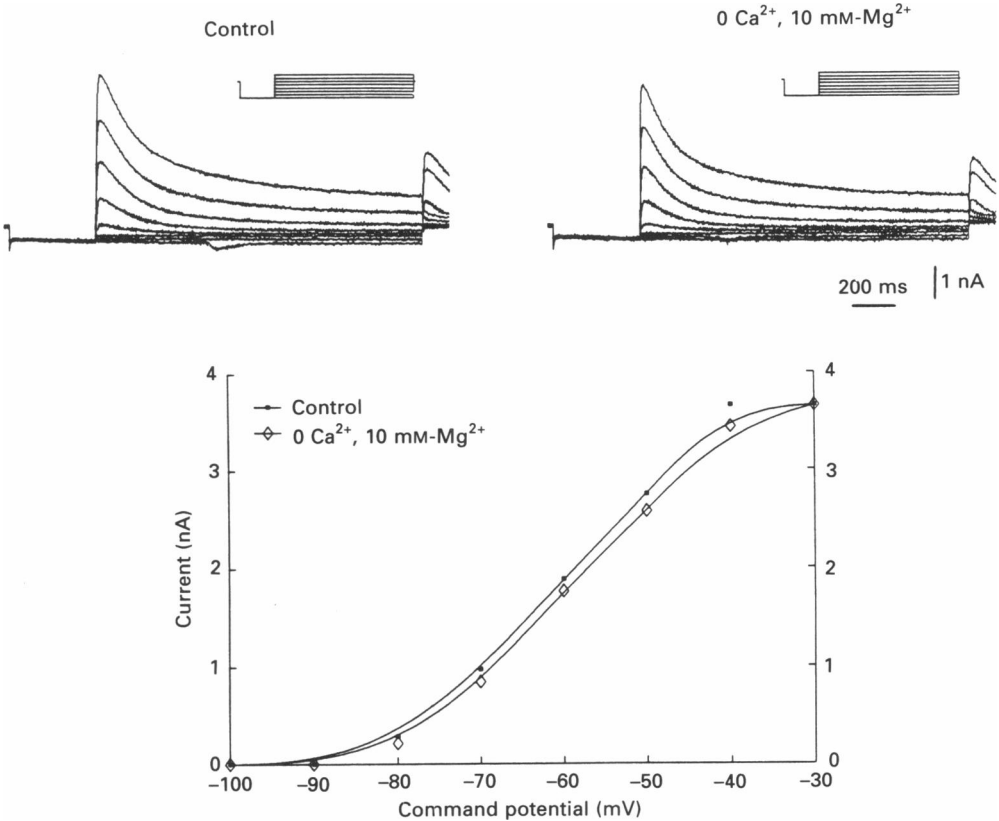 Control
0 Ca²⁺, 10 mM-Mg²⁺
200 ms
1 nA
4
3
2
1
0
Current (nA)
Control
0 Ca²⁺, 10 mM-Mg²⁺
4
3
2
1
0
−100 −90 −80 −70 −60 −50 −40 −30
Command potential (mV)